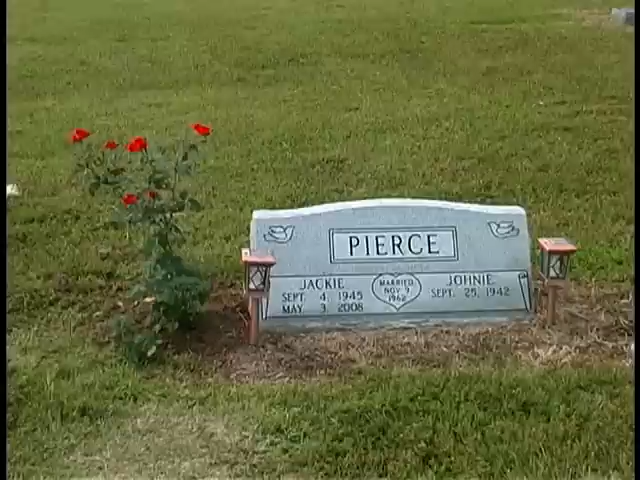 PIERCE
JACKIE
SEPT. 4, 1945
MAY. 3, 2008
MARRIED
NOV 9,
1962
JOHNIE
SEPT. 25, 1942